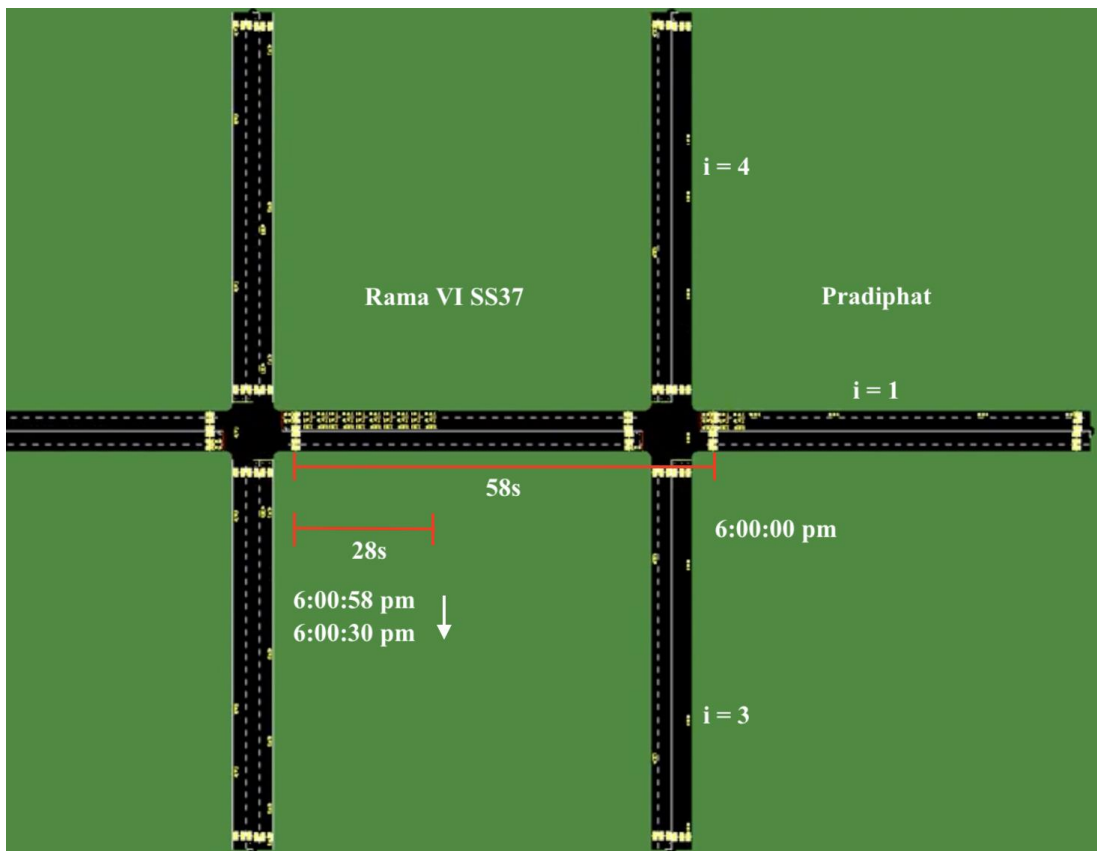 i = 4
Rama VI SS37
Pradiphat
i = 1
58s
6:00:00 pm
28s
6:00:58 pm
6:00:30 pm
i = 3